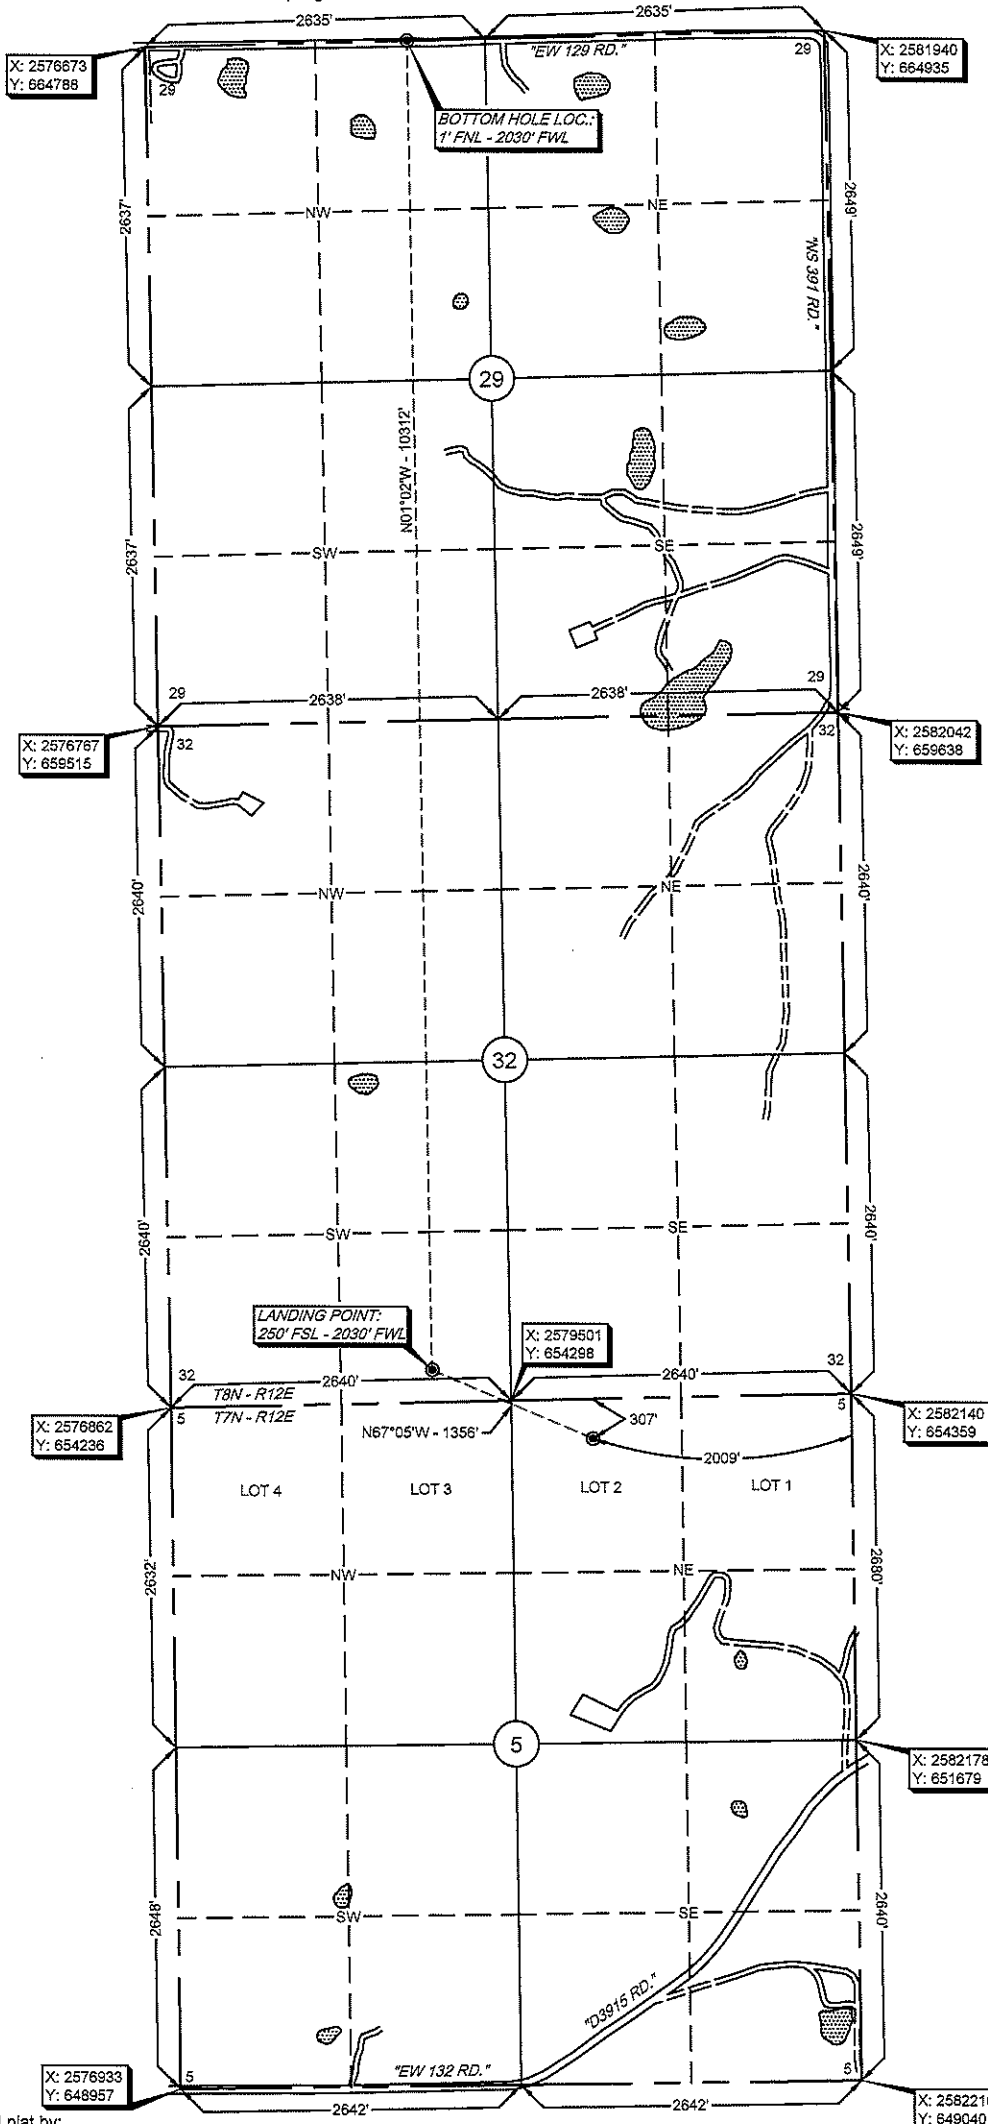 2635'
2635'
X: 2576673
Y: 664788
29
"EW 129 RD."
29
X: 2581940
Y: 664935
BOTTOM HOLE LOC.:
1' FNL - 2030' FWL
2637'
NW
NE
2649'
"NS 391 RD."
29
N01°02'W - 10312'
2637'
SW
SE
2649'
29
2638'
2638'
29
X: 2576767
Y: 659515
32
32
X: 2582042
Y: 659638
2640'
NW
NE
2640'
32
2640'
SW
SE
2640'
LANDING POINT:
250' FSL - 2030' FWL
X: 2579501
Y: 654298
32
2640'
2640'
32
T8N - R12E
5
T7N - R12E
5
X: 2576862
Y: 654236
N67°05'W - 1356'
307'
X: 2582140
Y: 654359
2009'
LOT 4
LOT 3
LOT 2
LOT 1
2632'
NW
NE
2680'
5
X: 2582178
Y: 651679
2648'
SW
SE
2640'
"D3915 RD."
X: 2576933
Y: 648957
5
"EW 132 RD."
5
2642'
2642'
Y: 649040
plat by: